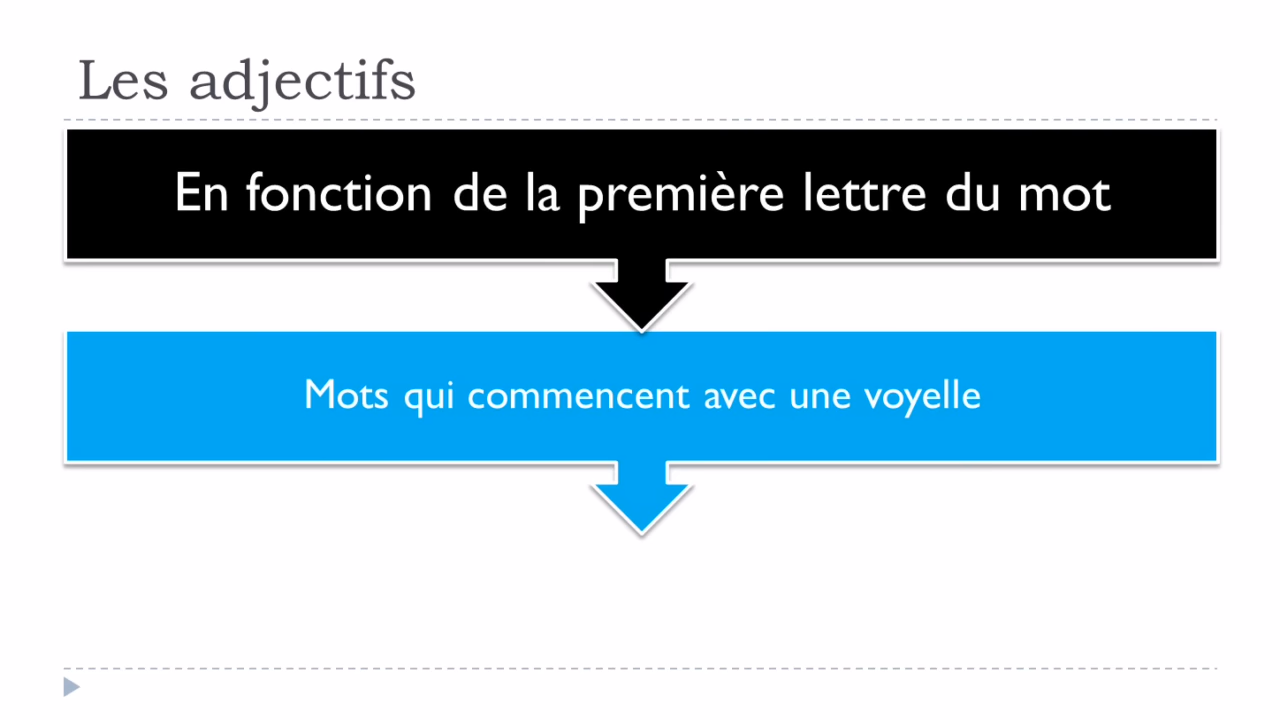 Les adjectifs
En fonction de la première lettre du mot
Mots qui commencent avec une voyelle